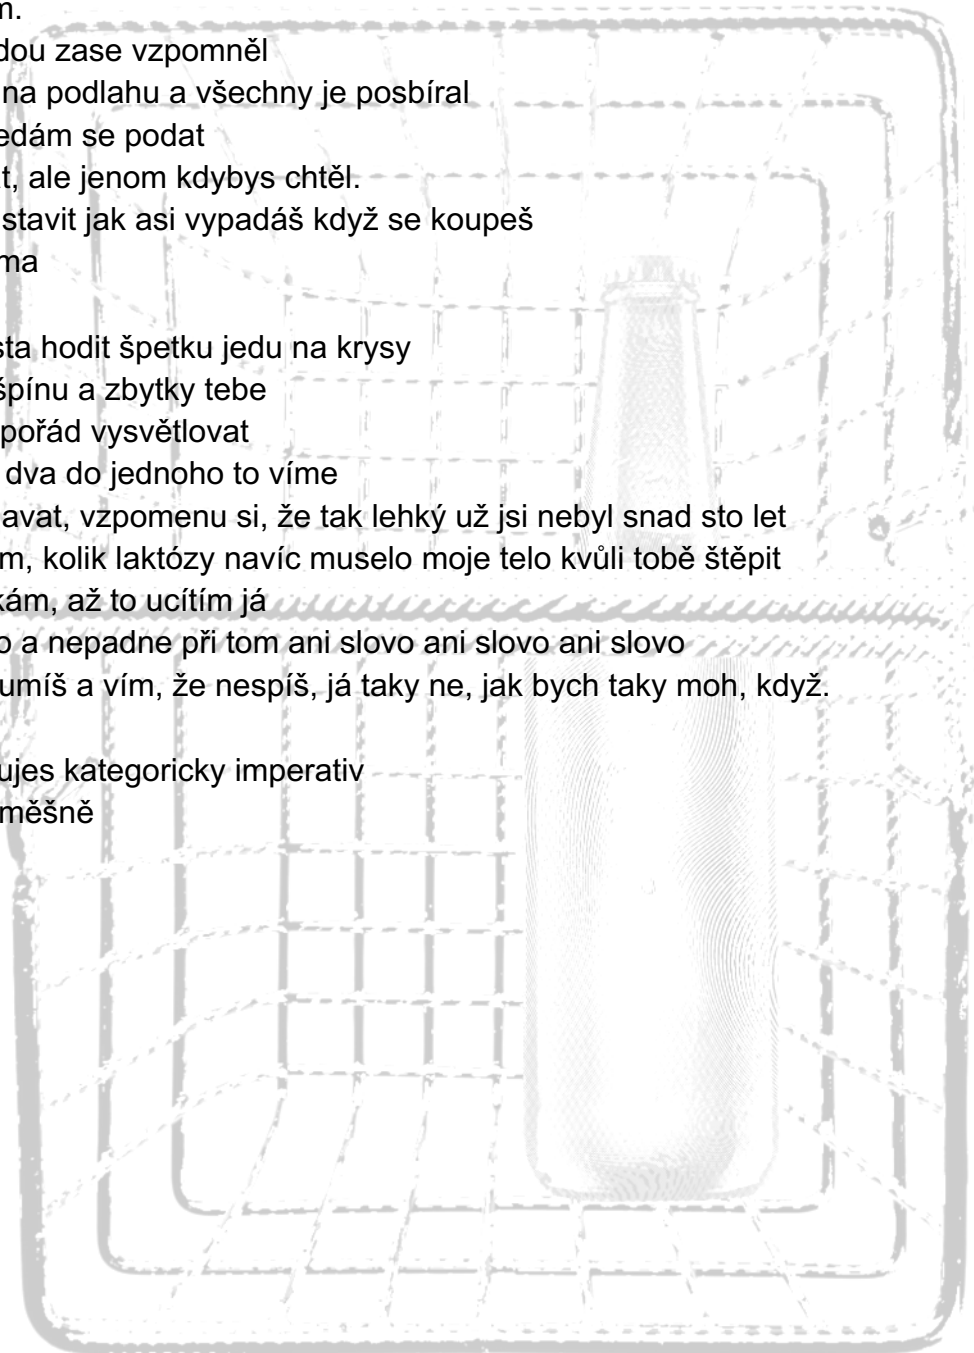 m.
dou zase vzpomněl
na podlahu a všechny je posbíral
edám se podat
t, ale jenom kdybys chtěl.
stavit jak asi vypadáš když se koupeš
ma
sta hodit špetku jedu na krysy
špínu a zbytky tebe
pořád vysvětlovat
dva do jednoho to víme
avat, vzpomenu si, že tak lehký už jsi nebyl snad sto let
m, kolik laktózy navíc muselo moje telo kvůli tobě štěpit
kám, až to ucítím já
o a nepadne při tom ani slovo ani slovo ani slovo
umíš a vím, že nespíš, já taky ne, jak bych taky moh, když.
ujes kategoricky imperativ
měšně